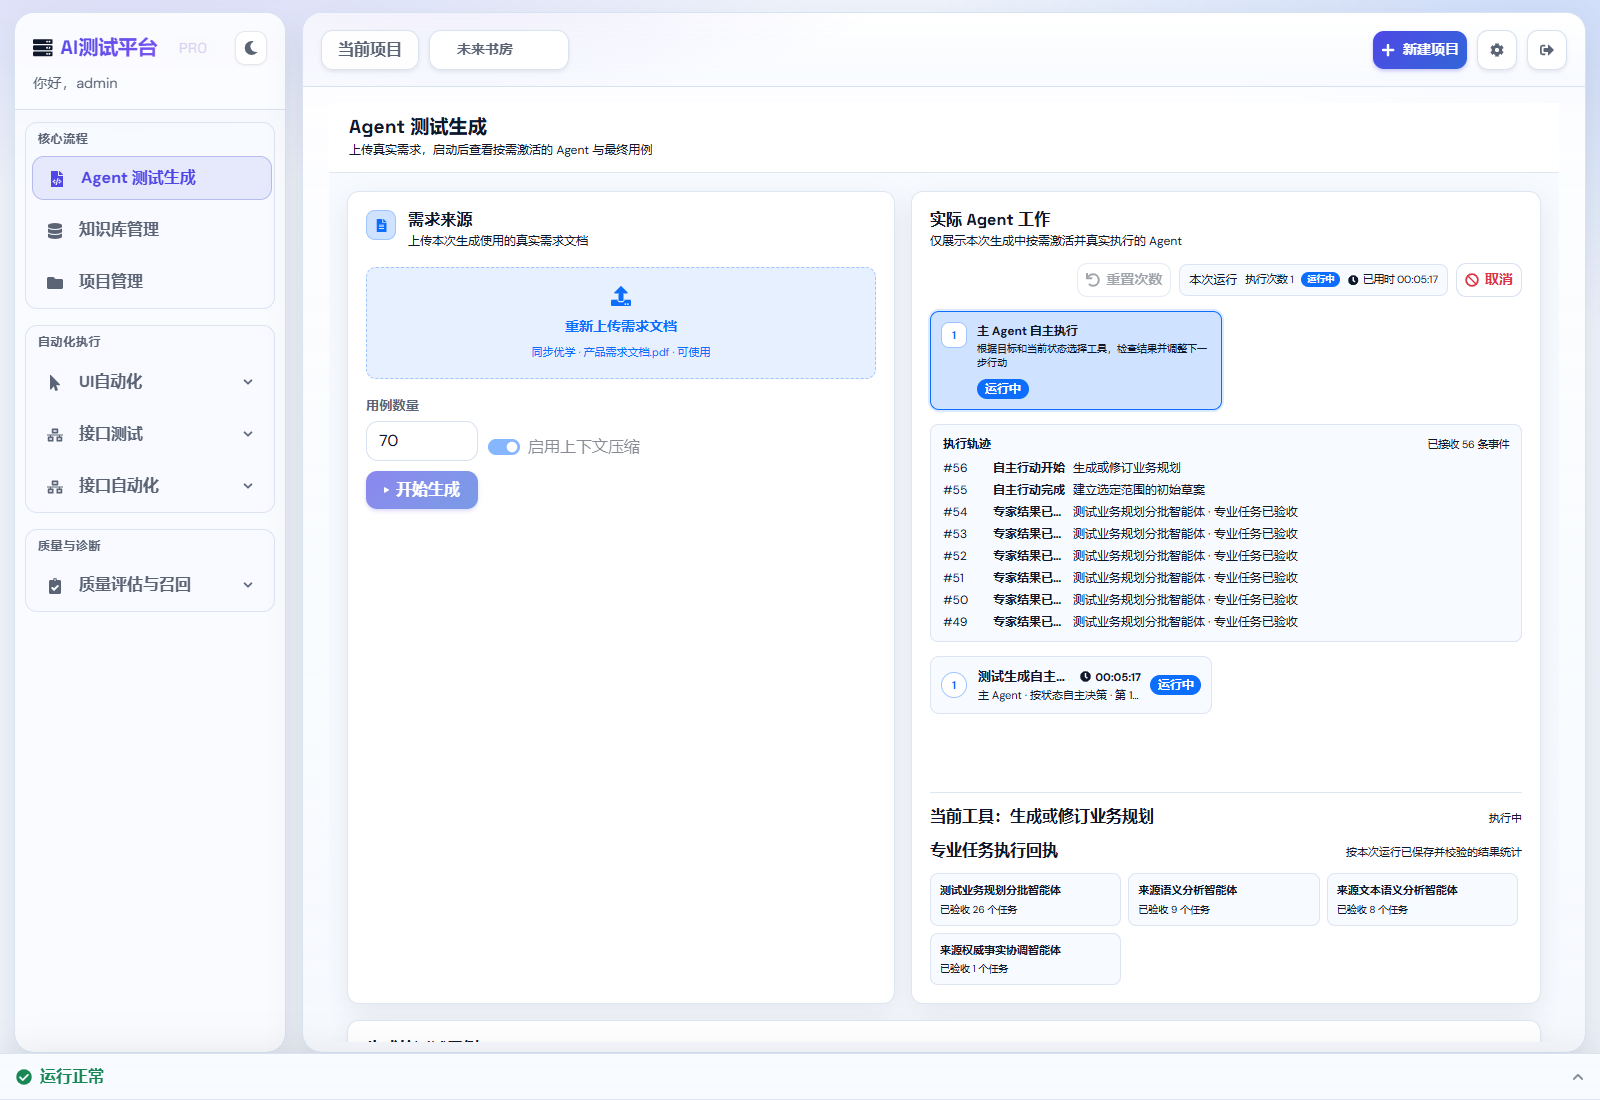 AI测试平台 PRO
你好，admin
核心流程
Agent 测试生成
知识库管理
项目管理
自动化执行
UI自动化
接口测试
接口自动化
质量与诊断
质量评估与召回
当前项目
未来书房
新建项目
Agent 测试生成
上传真实需求，启动后查看按需激活的 Agent 与最终用例
需求来源
上传本次生成使用的真实需求文档
重新上传需求文档
同步优学 · 产品需求文档.pdf · 可使用
用例数量
70
启用上下文压缩
开始生成
实际 Agent 工作
仅展示本次生成中按需激活并真实执行的 Agent
重置次数
本次运行 执行次数 1 运行中 已用时 00:05:17
取消
1
主 Agent 自主执行
根据目标和当前状态选择工具，检查结果并调整下一
步行动
运行中
执行轨迹 已接收 56 条事件
#56 自主行动开始 生成或修订业务规划
#55 自主行动完成 建立选定范围的初始草案
#54 专家结果已... 测试业务规划分批智能体 · 专业任务已验收
#53 专家结果已... 测试业务规划分批智能体 · 专业任务已验收
#52 专家结果已... 测试业务规划分批智能体 · 专业任务已验收
#51 专家结果已... 测试业务规划分批智能体 · 专业任务已验收
#50 专家结果已... 测试业务规划分批智能体 · 专业任务已验收
#49 专家结果已... 测试业务规划分批智能体 · 专业任务已验收
1
测试生成自主... 00:05:17
主 Agent · 按状态自主决策 · 第 1...
运行中
当前工具：生成或修订业务规划 执行中
专业任务执行回执 按本次运行已保存并校验的结果统计
测试业务规划分批智能体
已验收 26 个任务
来源语义分析智能体
已验收 9 个任务
来源文本语义分析智能体
已验收 8 个任务
来源权威事实协调智能体
已验收 1 个任务
运行正常